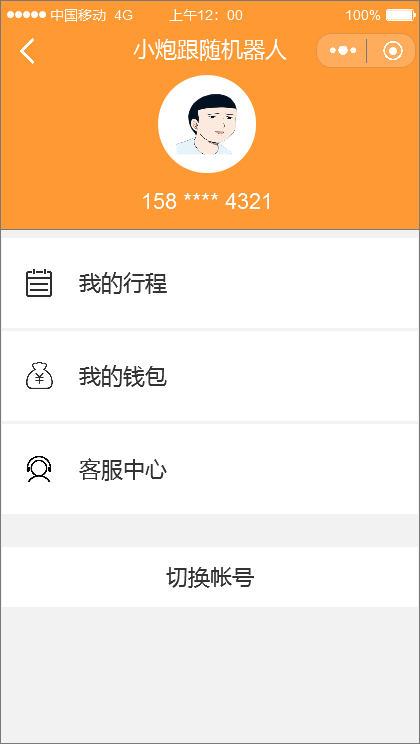 中国移动 4G 上午12：00 100%
小炮跟随机器人
158 **** 4321
我的行程
我的钱包
客服中心
切换帐号